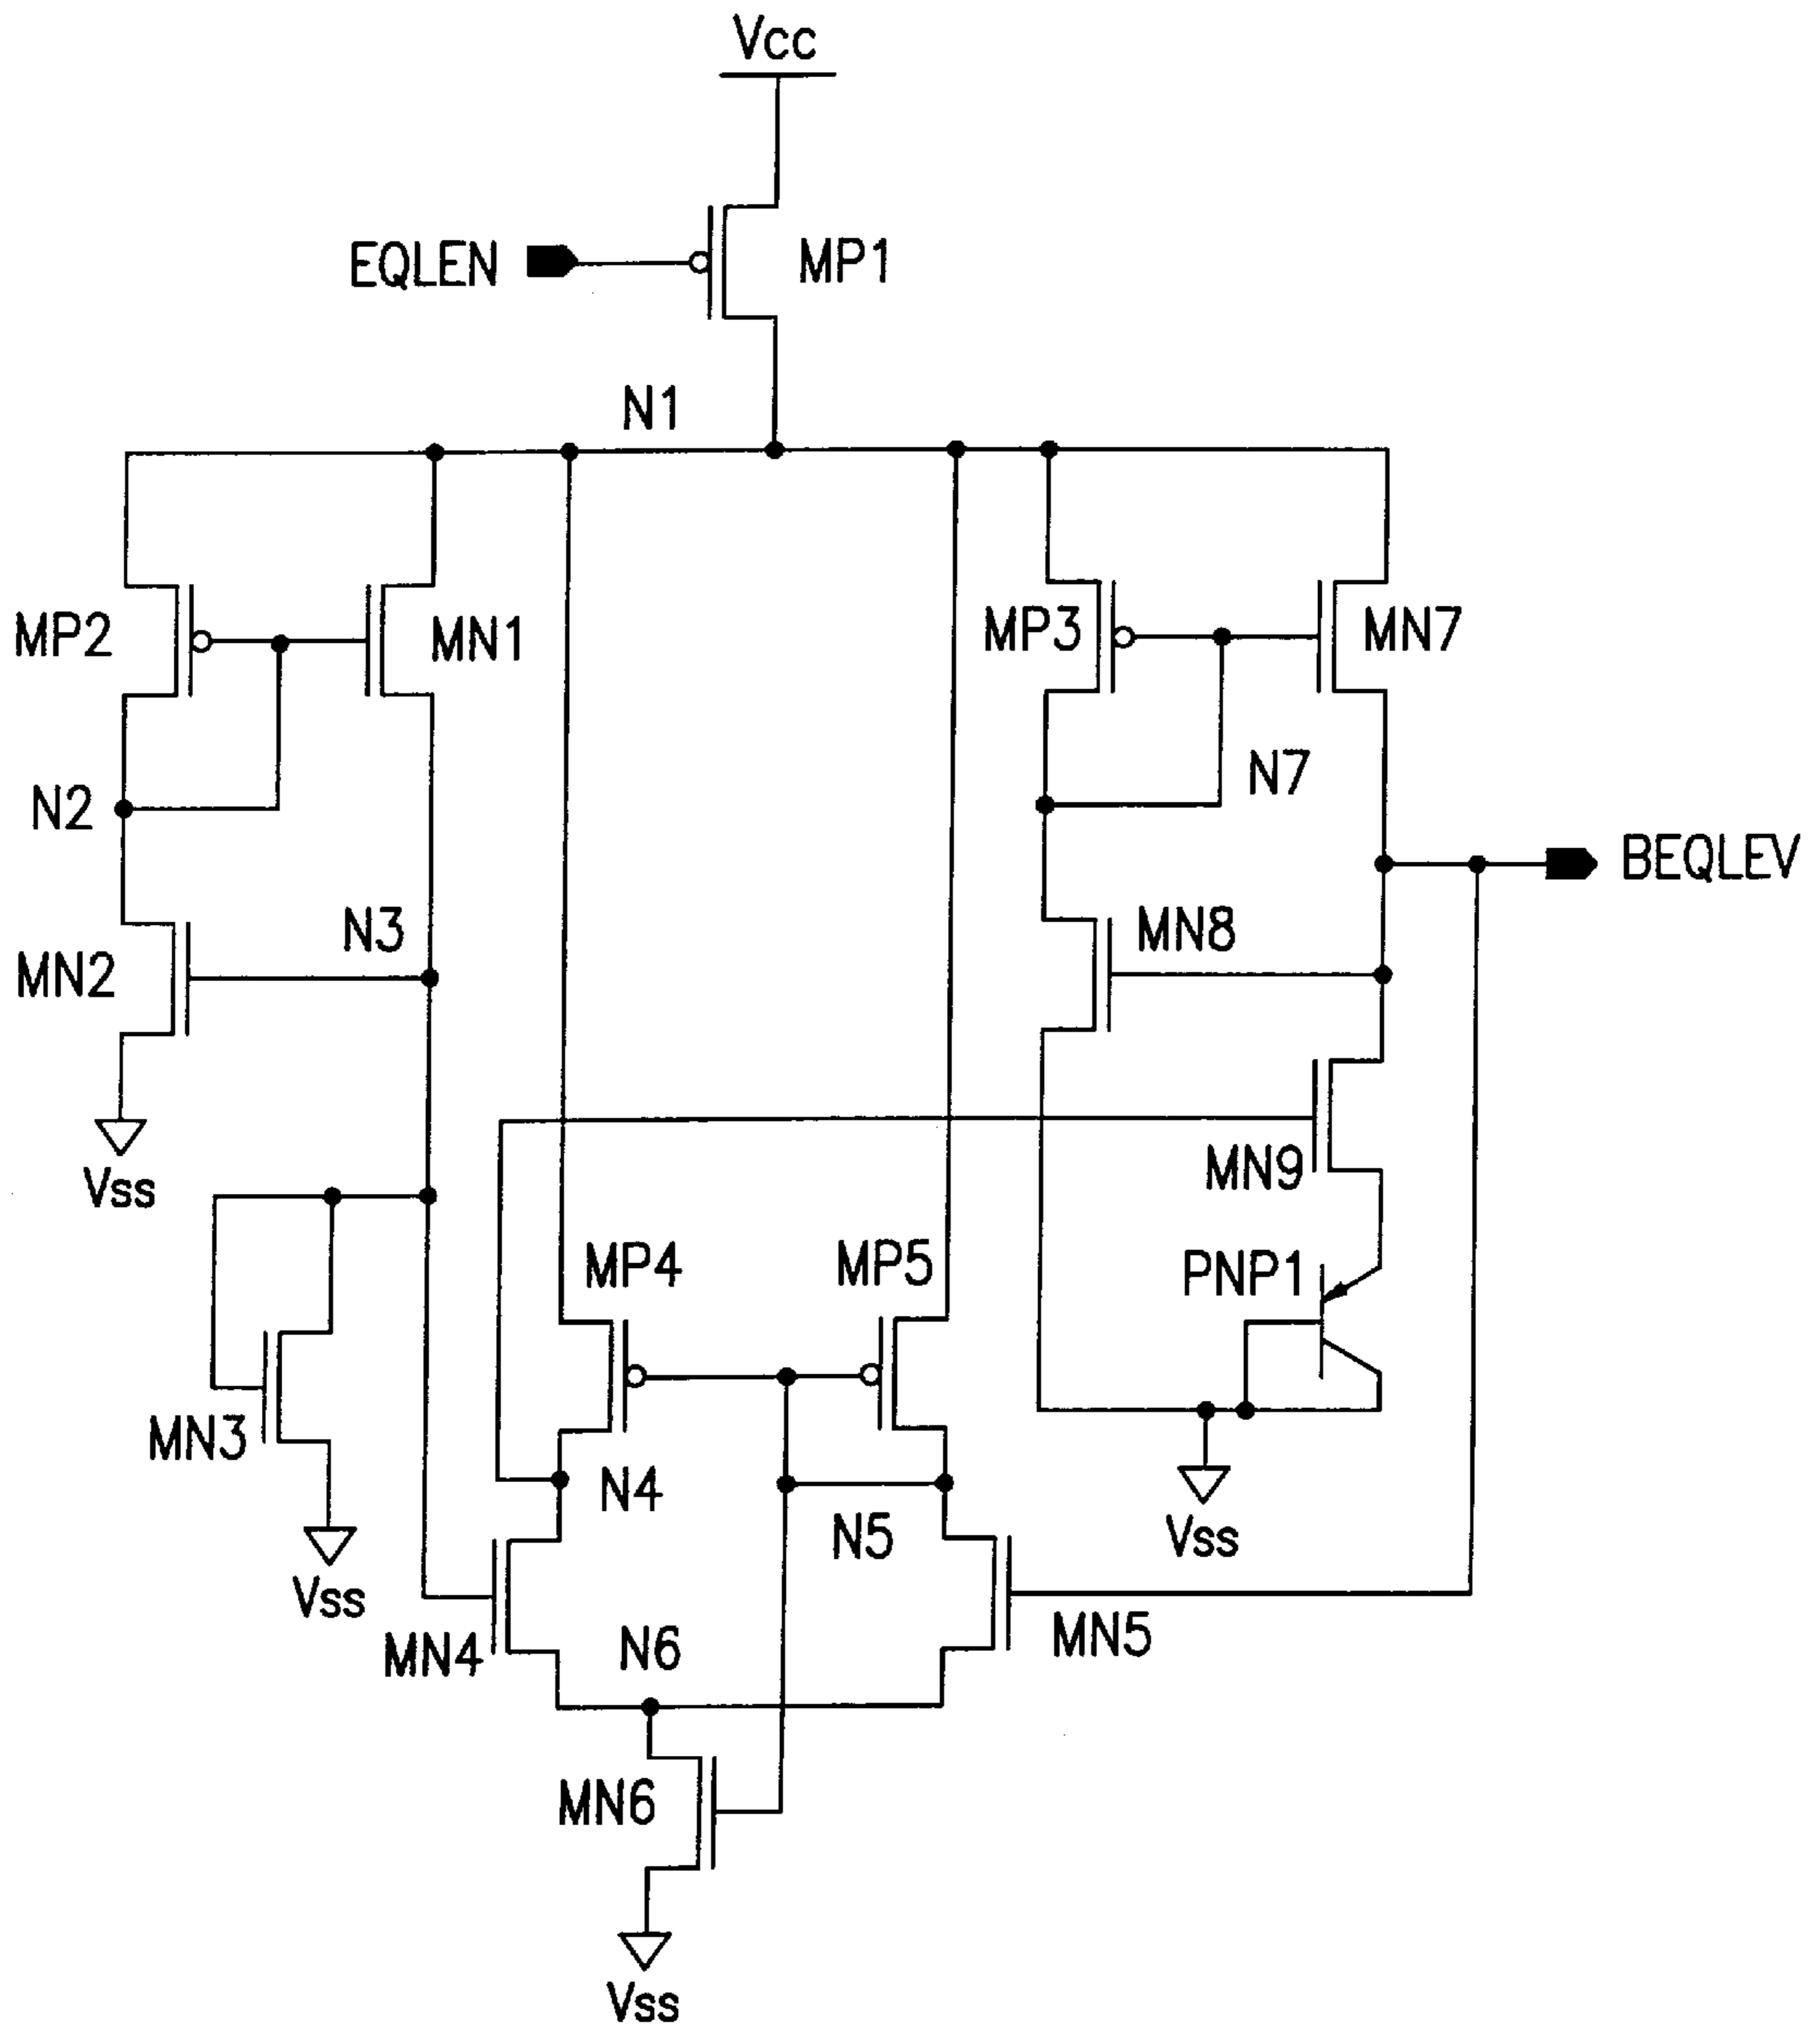 Vcc
EQLEN
MP1
N1
MP2
MN1
MP3
MN7
N7
N2
BEQLEV
N3
MN8
MN2
MN9
Vss
MP4
MP5
PNP1
MN3
N4
N5
Vss
Vss
MN4
N6
MN5
MN6
Vss